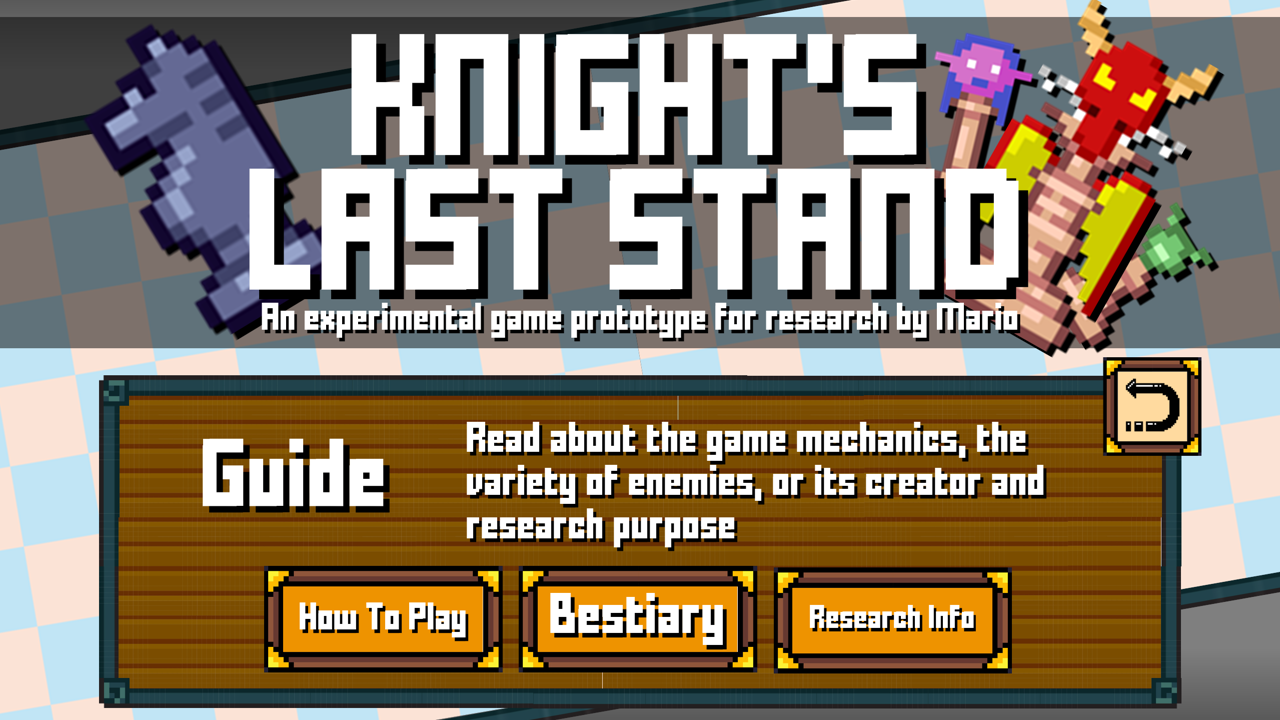 KNIGHT'S
LAST STAND
An experimental game prototype for research by Mario
Guide
Read about the game mechanics, the
variety of enemies, or its creator and
research purpose
How To Play
Bestiary
Research Info